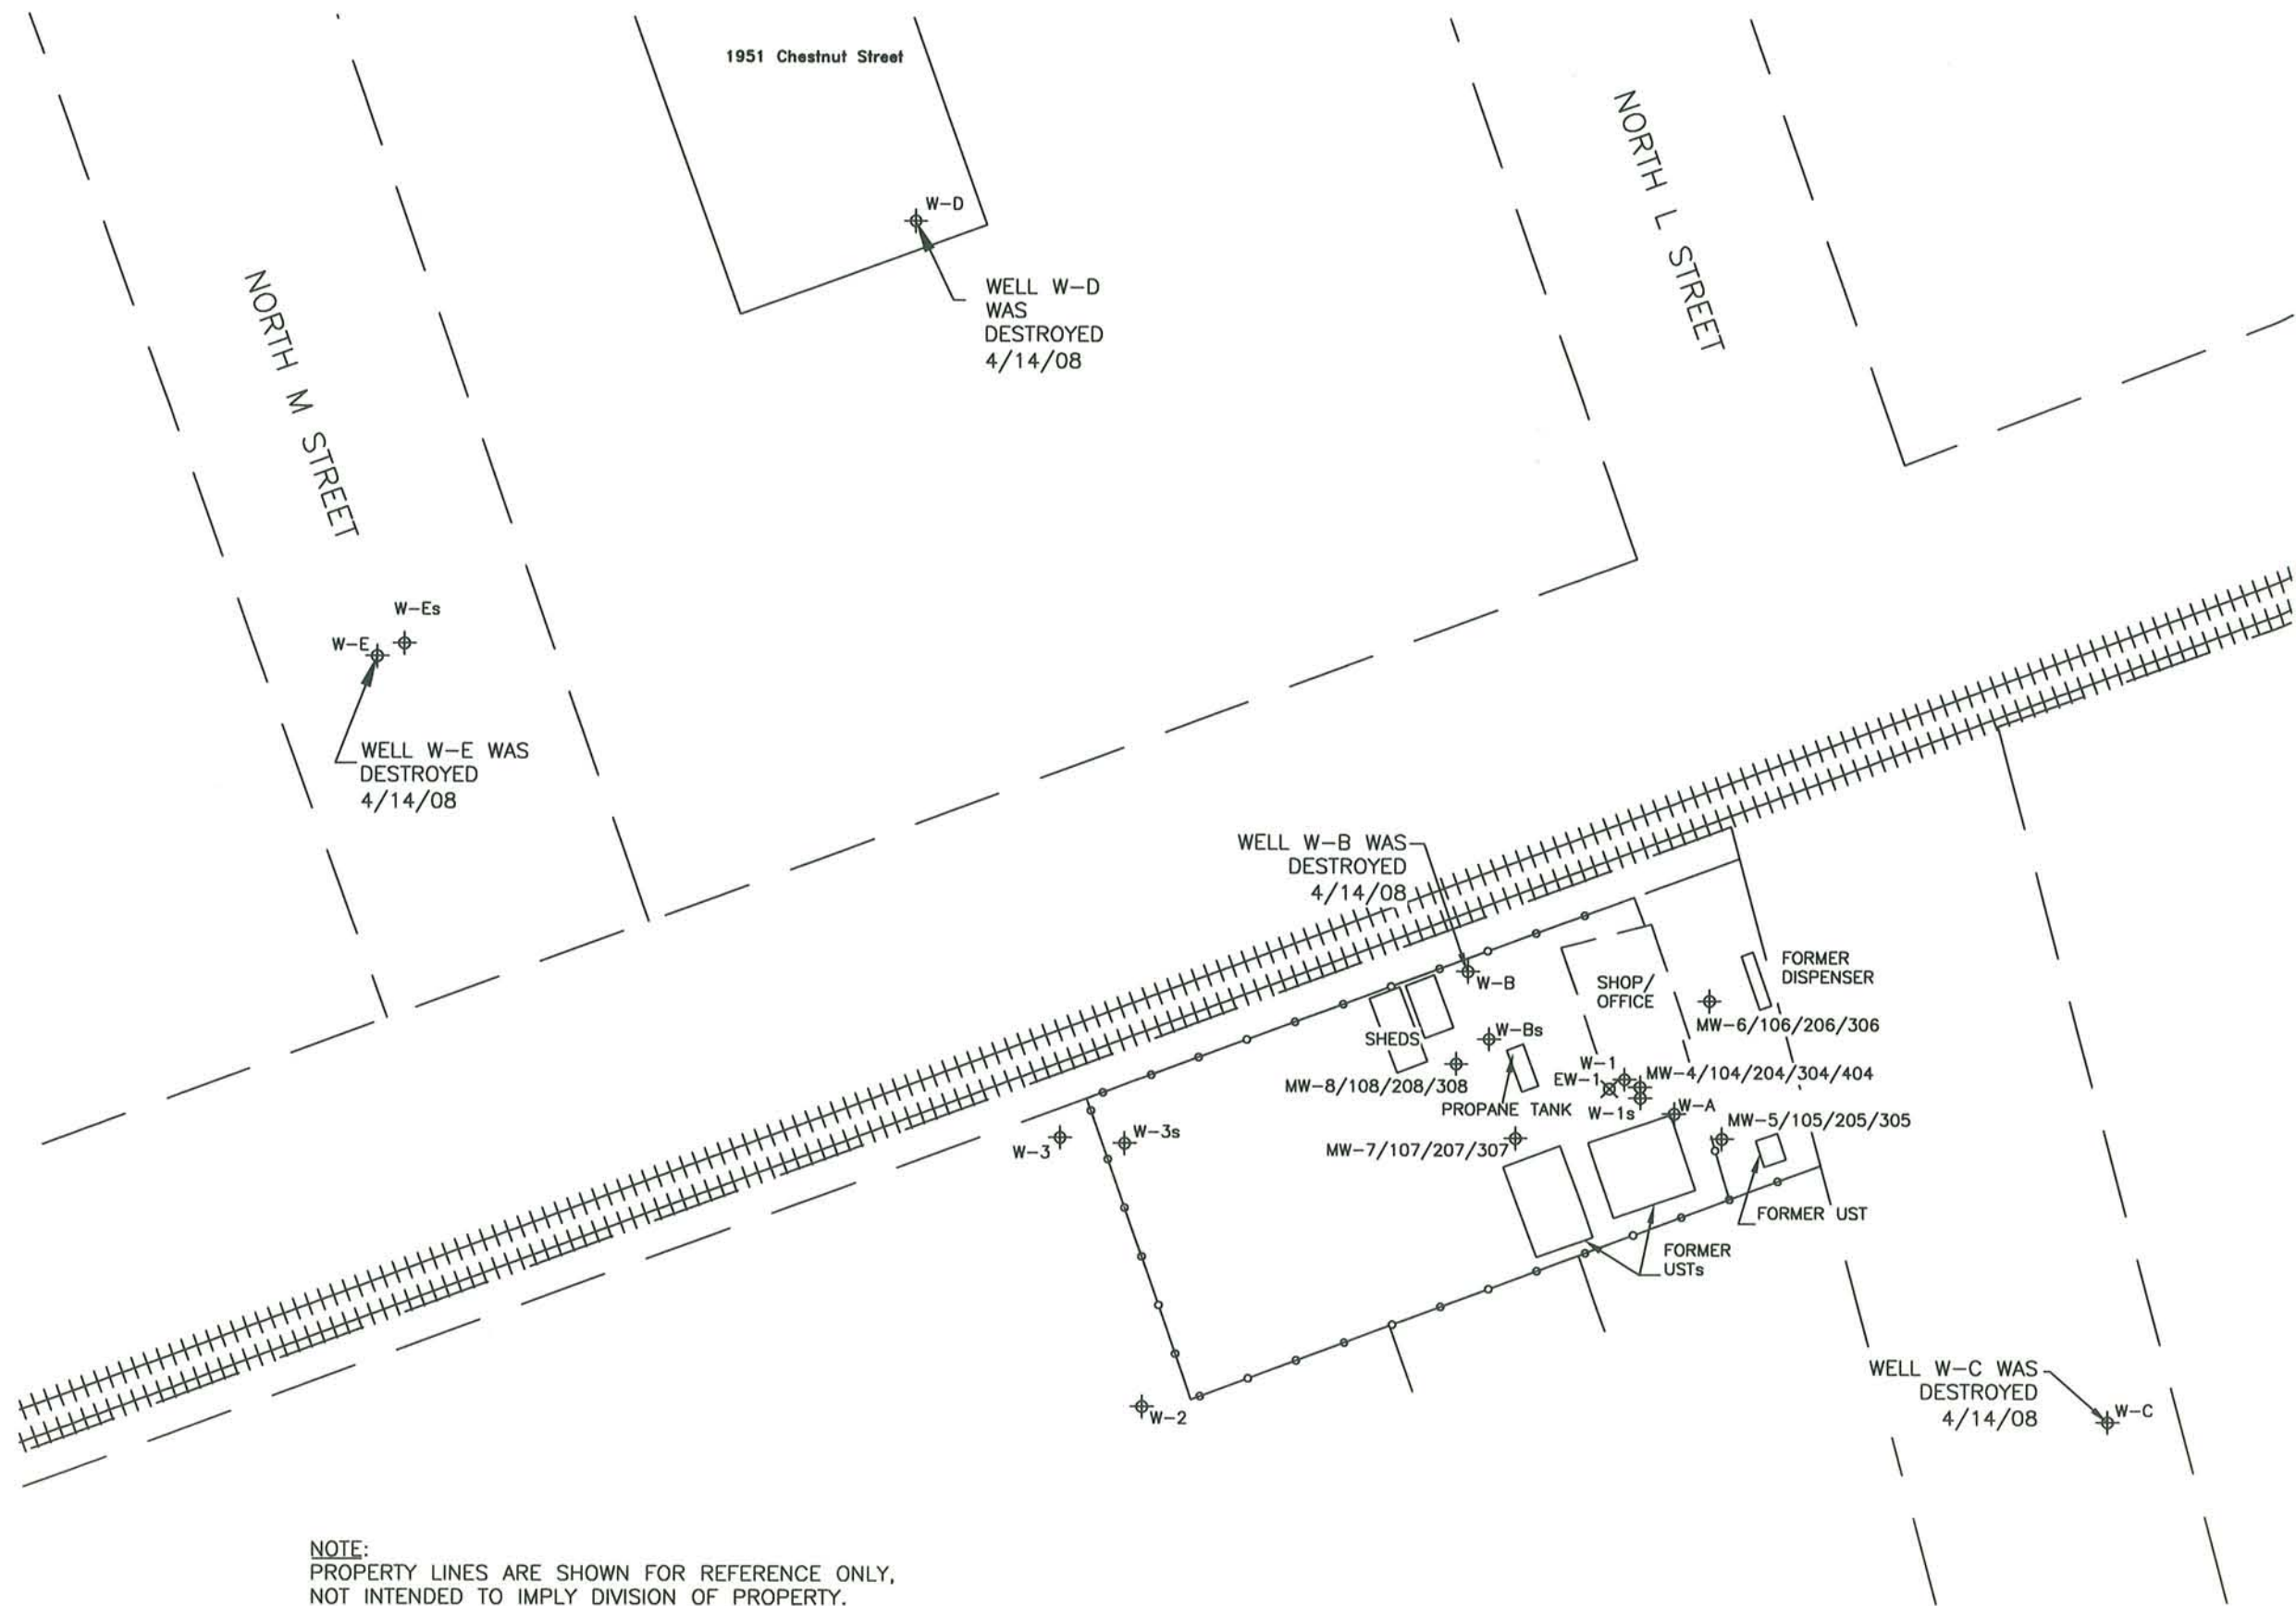 1951 Chestnut Street
NORTH L STREET
W-D
WELL W-D
WAS
DESTROYED
4/14/08
NORTH M STREET
W-Es
W-E
WELL W-E WAS
DESTROYED
4/14/08
WELL W-B WAS
DESTROYED
4/14/08
W-B
SHOP/
OFFICE
FORMER
DISPENSER
MW-6/106/206/306
SHEDS
W-Bs
MW-8/108/208/308
PROPANE TANK
W-1
EW-1
MW-4/104/204/304/404
W-1s
W-A
MW-5/105/205/305
W-3
W-3s
MW-7/107/207/307
FORMER UST
FORMER
USTs
W-2
WELL W-C WAS
DESTROYED
4/14/08
W-C
NOTE:
PROPERTY LINES ARE SHOWN FOR REFERENCE ONLY,
NOT INTENDED TO IMPLY DIVISION OF PROPERTY.